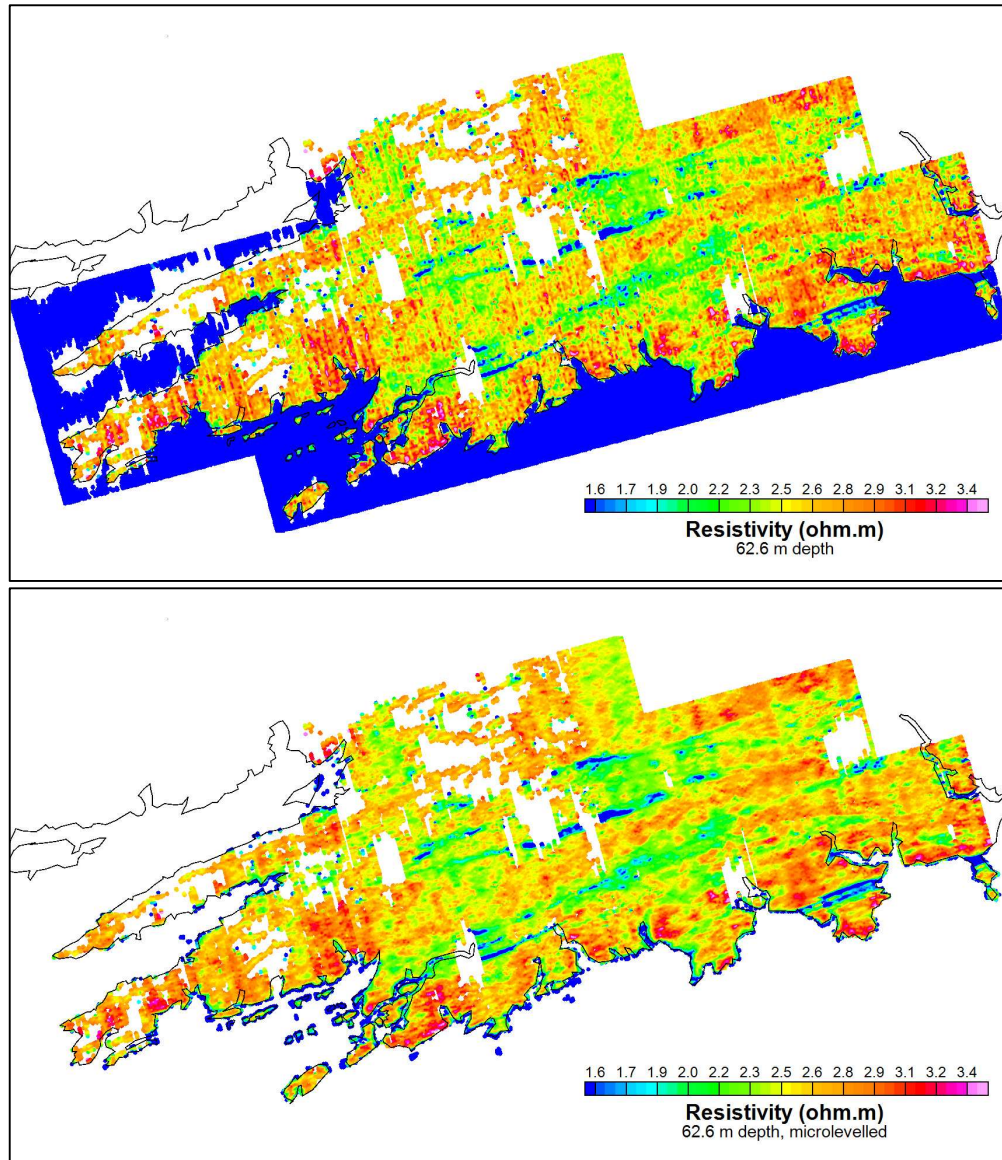 1.6 1.7 1.9 2.0 2.2 2.3 2.5 2.6 2.8 2.9 3.1 3.2 3.4
Resistivity (ohm.m)
62.6 m depth
1.6 1.7 1.9 2.0 2.2 2.3 2.5 2.6 2.8 2.9 3.1 3.2 3.4
Resistivity (ohm.m)
62.6 m depth, microlevelled